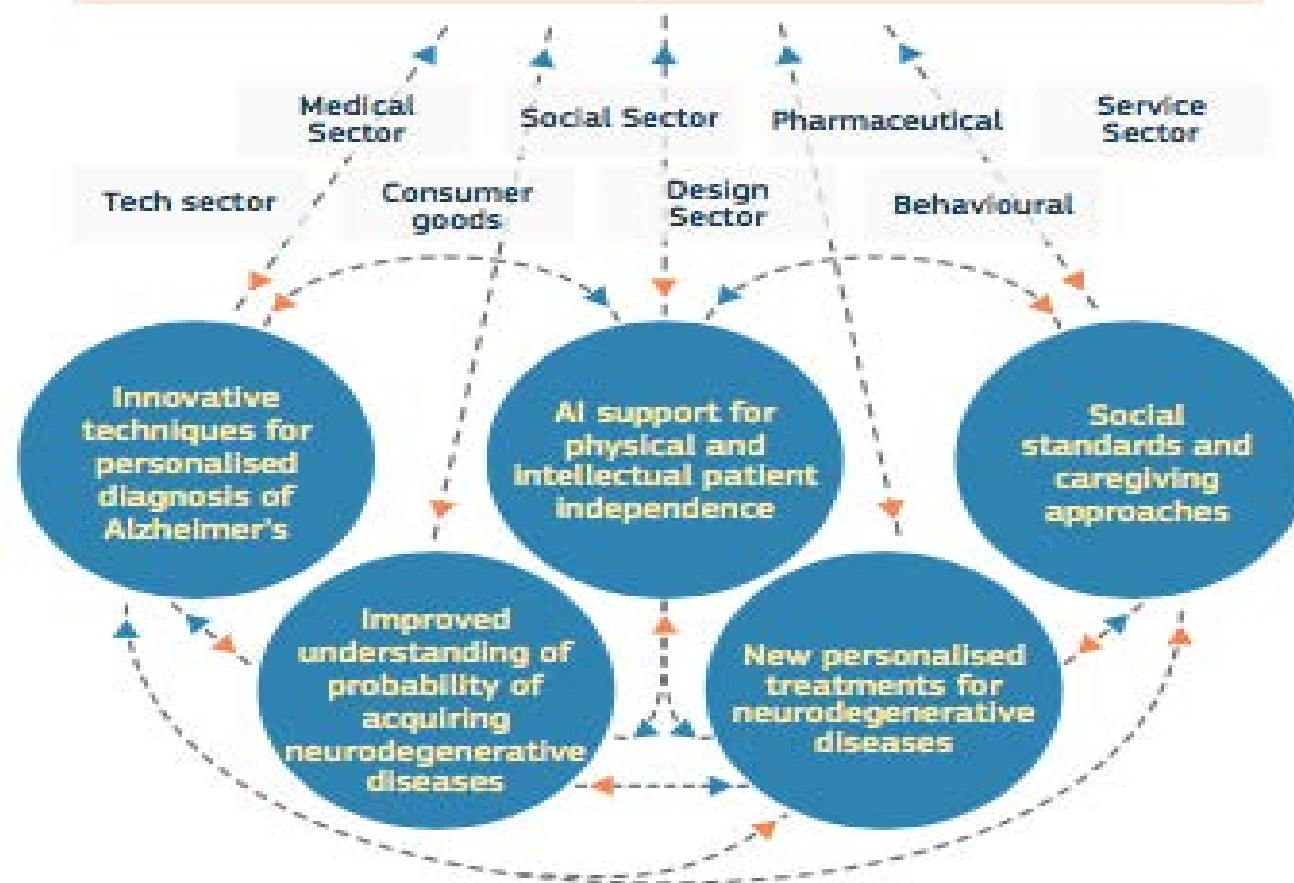 Medical
Sector
Social Sector
Pharmaceutical
Service
Sector
Tech sector
Consumer
goods
Design
Sector
Behavioural
Innovative
techniques for
personalised
diagnosis of
Alzheimer's
AI support for
physical and
intellectual patient
independence
Social
standards and
caregiving
approaches
Improved
understanding of
probability of
acquiring
neurodegenerative
diseases
New personalised
treatments for
neurodegenerative
diseases